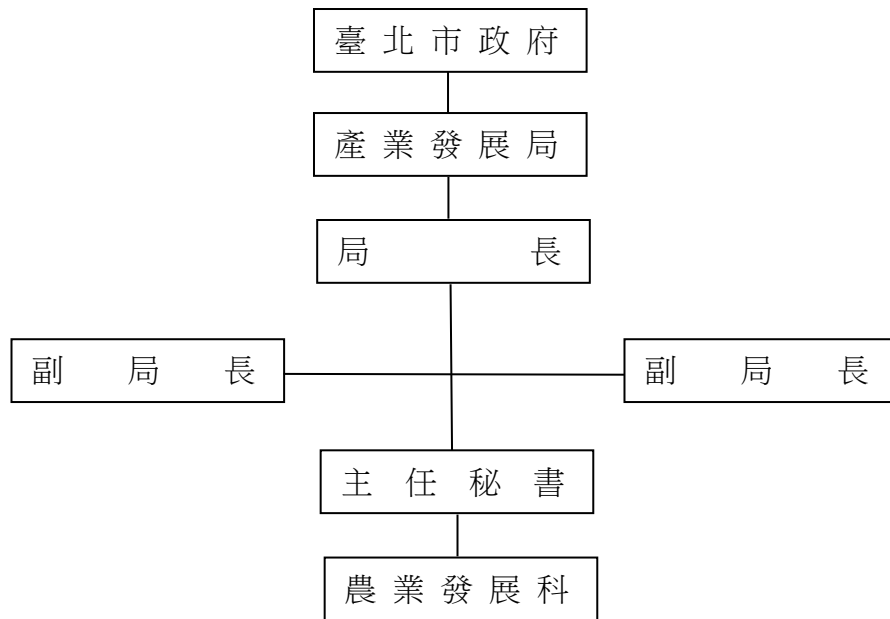 臺北市政府
產業發展局
局長
副局長
副局長
主任秘書
農業發展科